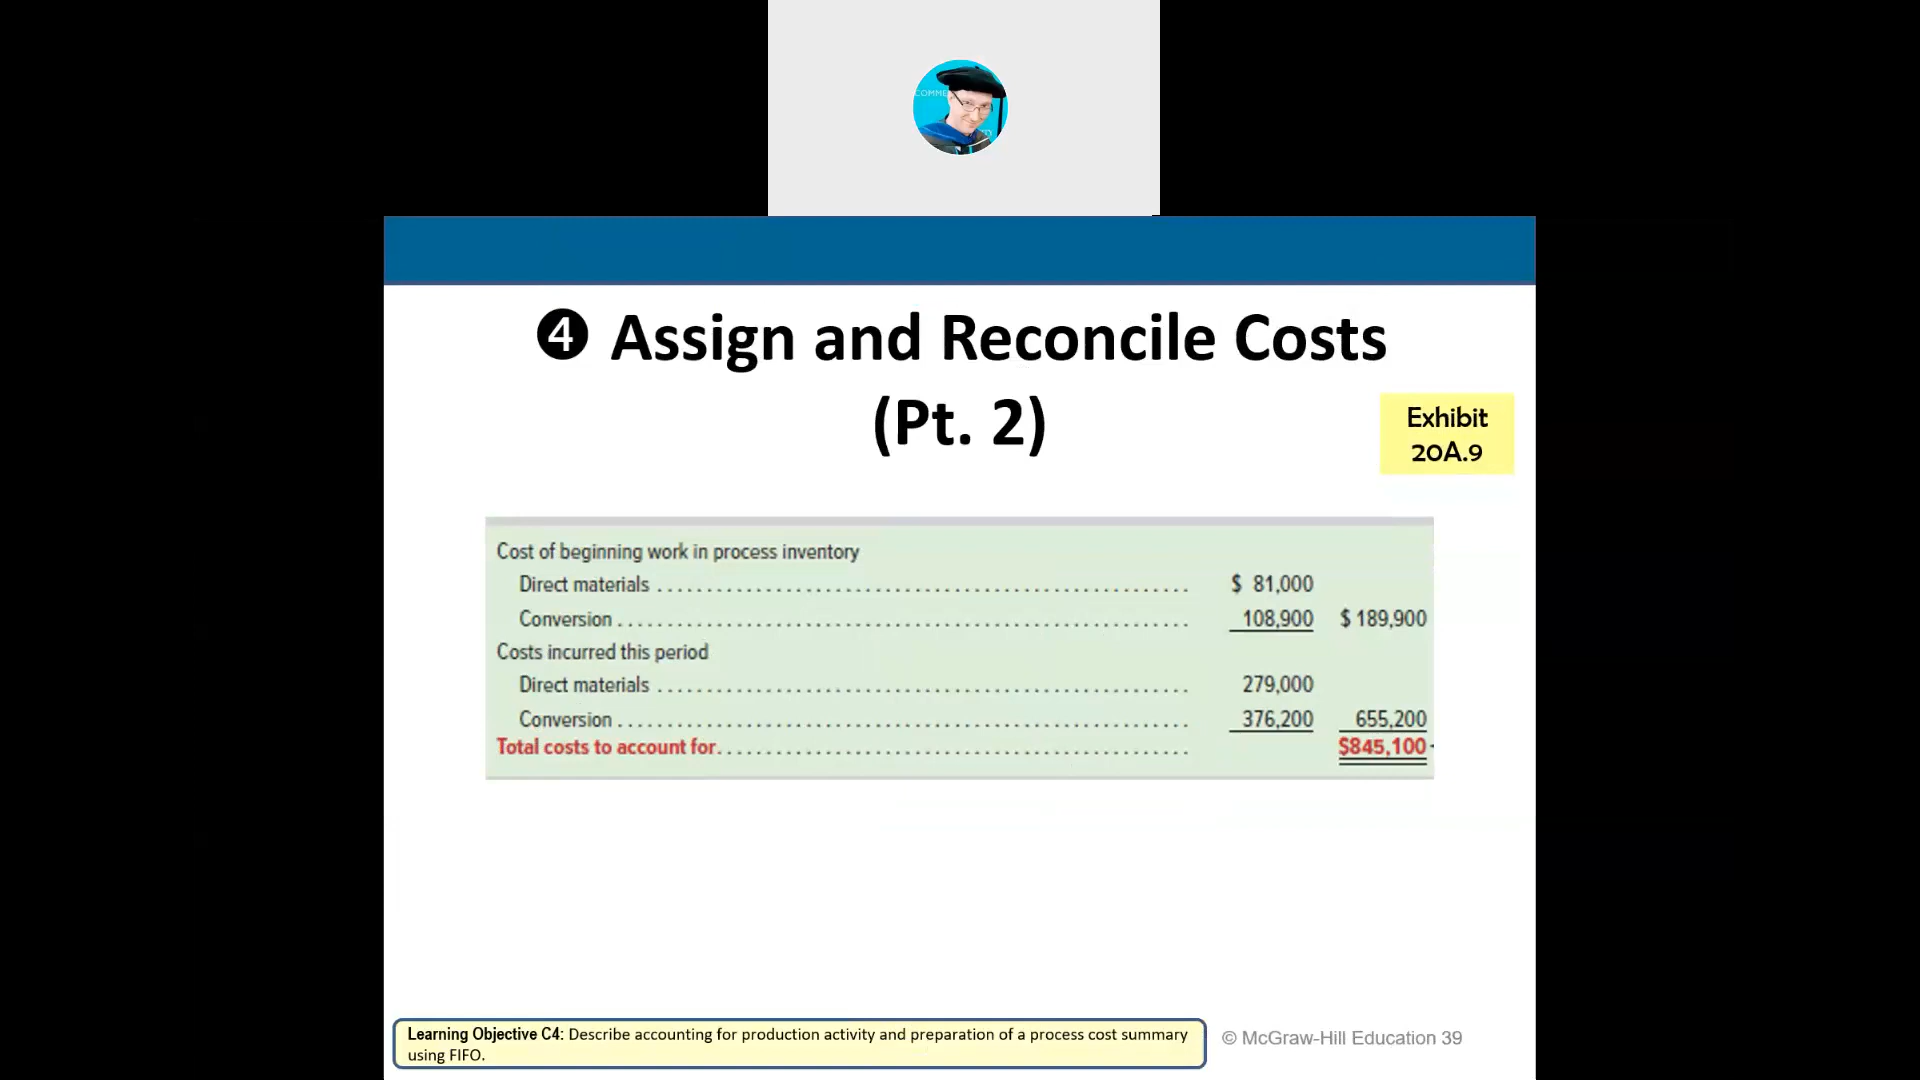 COMME
❹ Assign and Reconcile Costs
(Pt. 2)
Exhibit
20A.9
Cost of beginning work in process inventory
Direct materials $ 81,000
Conversion 108,900 $ 189,900
Costs incurred this period
Direct materials 279,000
Conversion 376,200 655,200
Total costs to account for $845,100
Learning Objective C4: Describe accounting for production activity and preparation of a process cost summary
using FIFO.
© McGraw-Hill Education 39